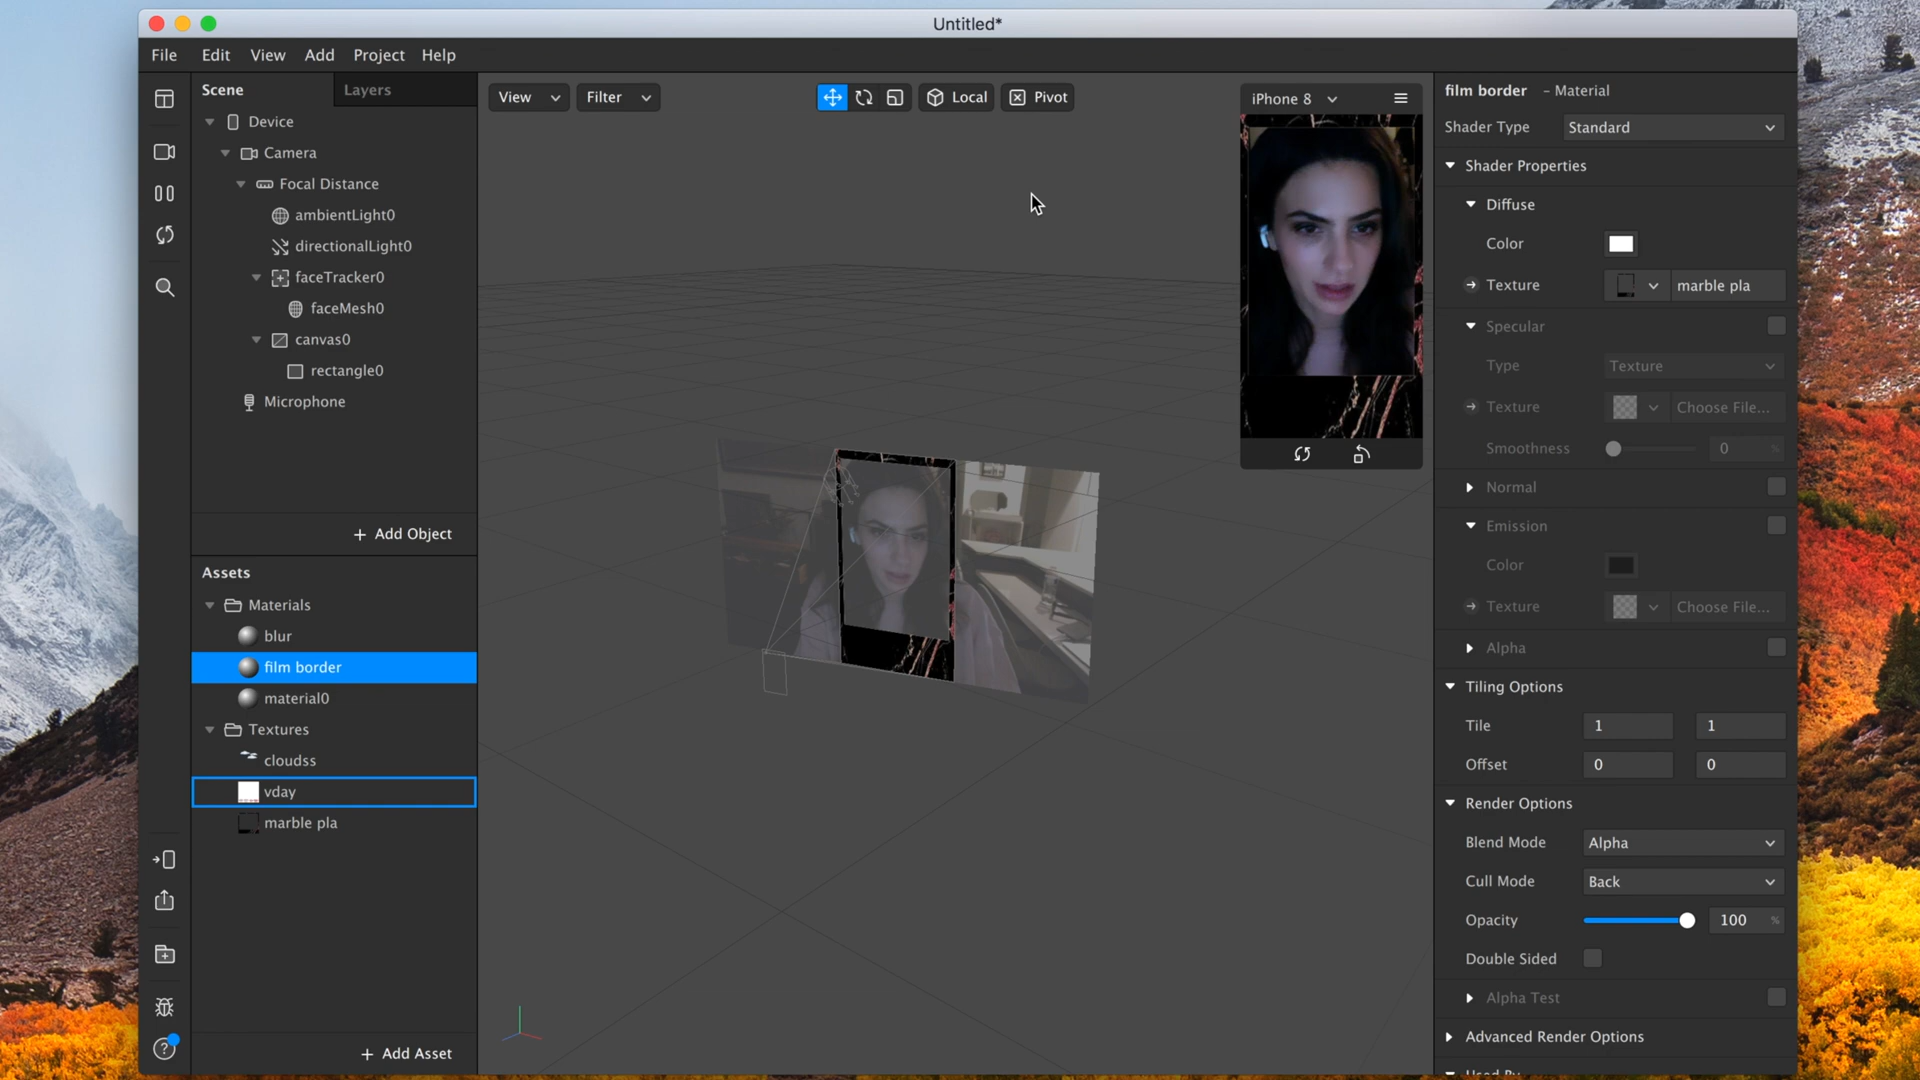 Untitled*
File Edit View Add Project Help
Scene Layers
Device
Camera
Focal Distance
ambientLight0
directionalLight0
faceTracker0
faceMesh0
canvas0
rectangle0
Microphone
+ Add Object
Assets
Materials
blur
film border
material0
Textures
cloudss
vday
marble pla
+ Add Asset
View Filter Local Pivot
iPhone 8
film border - Material
Shader Type Standard
Shader Properties
Diffuse
Color
Texture marble pla
Specular
Type Texture
Texture Choose File...
Smoothness 0 %
Normal
Emission
Color
Texture Choose File...
Alpha
Tiling Options
Tile 1 1
Offset 0 0
Render Options
Blend Mode Alpha
Cull Mode Back
Opacity 100 %
Double Sided
Alpha Test
Advanced Render Options
Used By